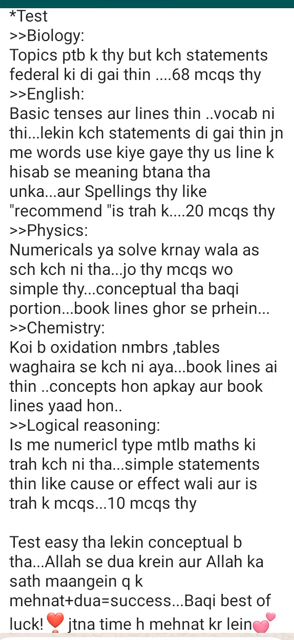 *Test
>>Biology:
Topics ptb k thy but kch statements
federal ki di gai thin ....68 mcqs thy
>>English:
Basic tenses aur lines thin ..vocab ni
thi...lekin kch statements di gai thin jn
me words use kiye gaye thy us line k
hisab se meaning btana tha
unka...aur Spellings thy like
"recommend "is trah k....20 mcqs thy
>>Physics:
Numericals ya solve krnay wala as
sch kch ni tha...jo thy mcqs wo
simple thy...conceptual tha baqi
portion...book lines ghor se prhein...
>>Chemistry:
Koi b oxidation nmbrs ,tables
waghaira se kch ni aya...book lines ai
thin ..concepts hon apkay aur book
lines yaad hon..
>>Logical reasoning:
Is me numericl type mtlb maths ki
trah kch ni tha...simple statements
thin like cause or effect wali aur is
trah k mcqs...10 mcqs thy

Test easy tha lekin conceptual b
tha...Allah se dua krein aur Allah ka
sath maangein q k
mehnat+dua=success...Baqi best of
luck!❣️jtna time h mehnat kr lein💞